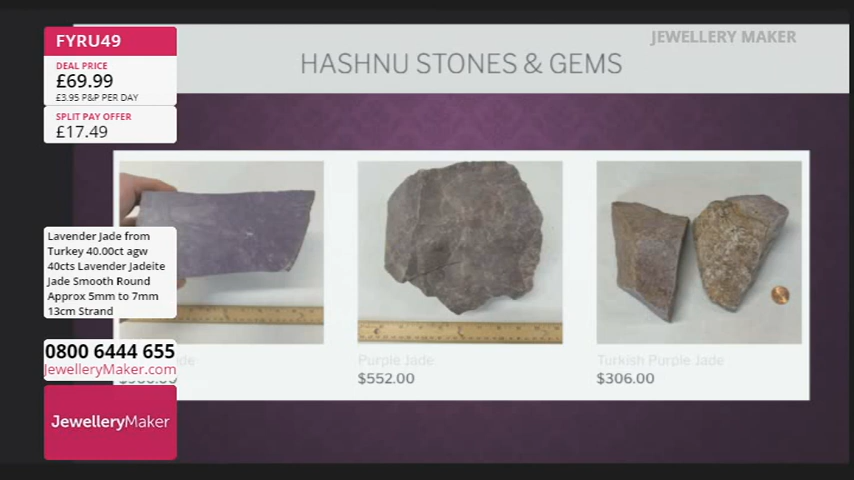 FYRU49
DEAL PRICE
£69.99
£3.95 P&P PER DAY
SPLIT PAY OFFER
£17.49
JEWELLERY MAKER
HASHNU STONES & GEMS
Lavender Jade from
Turkey 40.00ct agw
40cts Lavender Jadeite
Jade Smooth Round
Approx 5mm to 7mm
13cm Strand
0800 6444 655
JewelleryMaker.com
JewelleryMaker
Purple Jade
$552.00
Turkish Purple Jade
$306.00